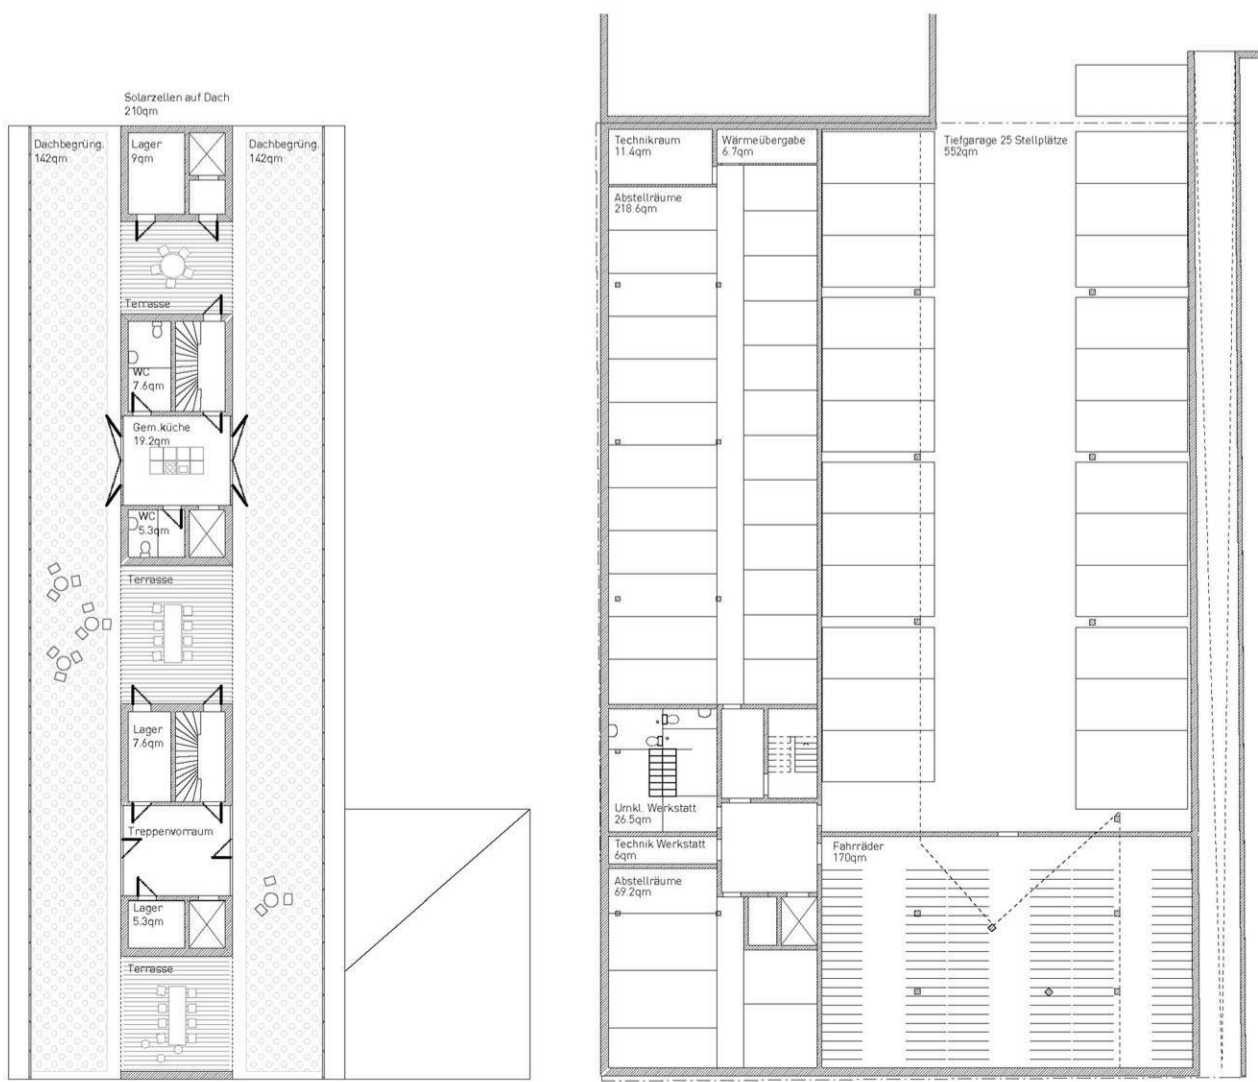 Solarzellen auf Dach
210qm
Dachbegrüng.
142qm
Lager
9qm
Dachbegrüng.
142qm
Terrasse
WC
7.6qm
Gem.küche
19.2qm
WC
5.3qm
Terrasse
Lager
7.6qm
Treppenvorraum
Lager
5.3qm
Terrasse
Technikraum
11.4qm
Wärmeübergabe
6.7qm
Tiefgarage 25 Stellplätze
552qm
Abstellräume
218.6qm
Umkl. Werkstatt
26.5qm
Technik Werkstatt
6qm
Fahrräder
170qm
Abstellräume
69.2qm